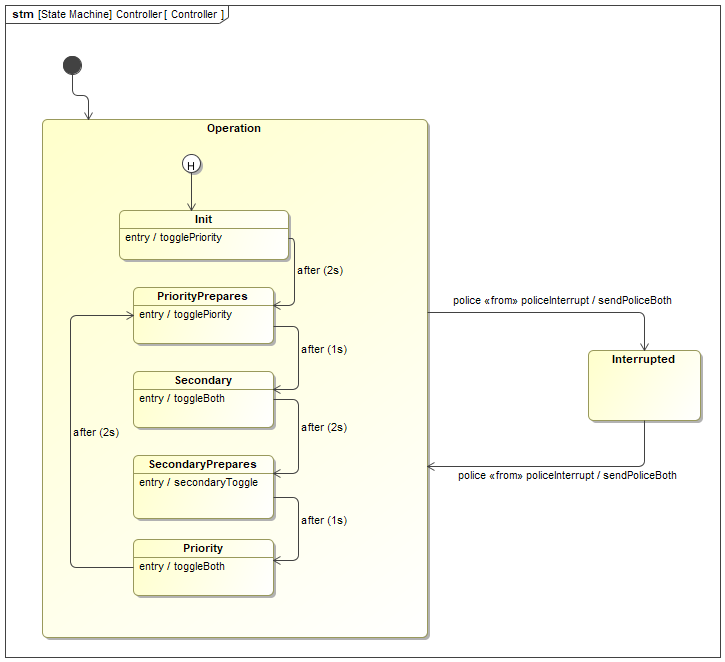 stm [State Machine] Controller [ Controller ]
Operation
H
Init
entry / togglePriority
after (2s)
PriorityPrepares
entry / togglePiority
police «from» policeInterrupt / sendPoliceBoth
after (1s)
Interrupted
Secondary
entry / toggleBoth
after (2s)
after (2s)
SecondaryPrepares
entry / secondaryToggle
police «from» policeInterrupt / sendPoliceBoth
after (1s)
Priority
entry / toggleBoth